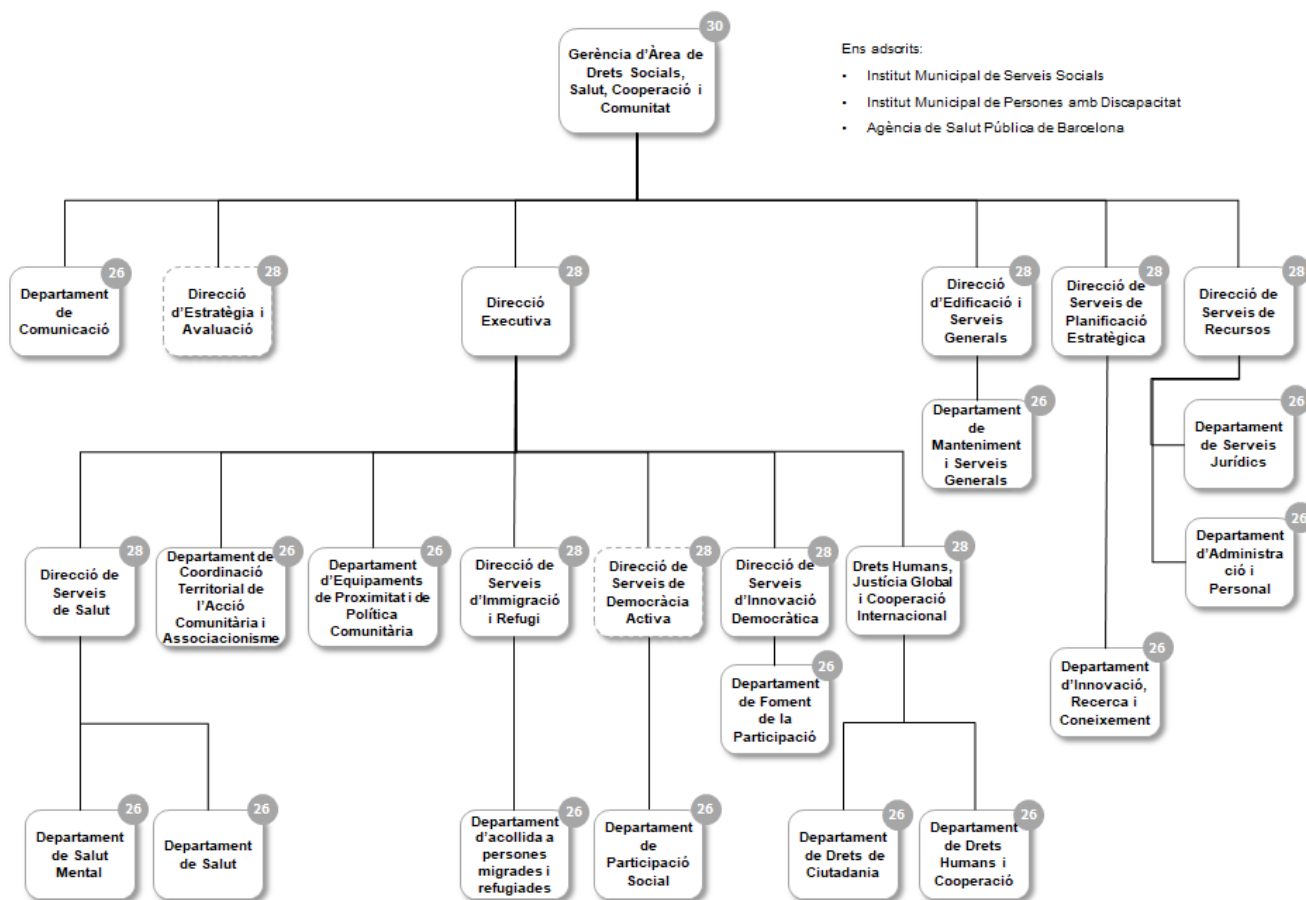 30
Gerència d’Àrea de
Drets Socials,
Salut, Cooperació i
Comunitat
Ens adscrits:
▪ Institut Municipal de Serveis Socials
▪ Institut Municipal de Persones amb Discapacitat
▪ Agència de Salut Pública de Barcelona
26
Departament
de
Comunicació
28
Direcció
d’Estratègia i
Avaluació
28
Direcció
Executiva
28
Direcció
d’Edificació i
Serveis
Generals
28
Direcció de
Serveis de
Planificació
Estratègica
28
Direcció de
Serveis de
Recursos
26
Departament
de
Manteniment
i Serveis
Generals
26
Departament
de Serveis
Jurídics
26
Departament
d’Administra
ció i
Personal
28
Direcció de
Serveis
de Salut
26
Departament de
Coordinació
Territorial de
l’Acció
Comunitària i
Associacionisme
26
Departament
d’Equipaments
de Proximitat i de
Política
Comunitària
28
Direcció de
Serveis
d’Immigració
i Refugi
28
Direcció de
Serveis de
Democràcia
Activa
28
Direcció de
Serveis
d’Innovació
Democràtica
28
Drets Humans,
Justícia Global
i Cooperació
Internacional
26
Departament
de Foment
de la
Participació
26
Departament
d’Innovació,
Recerca i
Coneixement
26
Departament
de Salut
Mental
26
Departament
de Salut
26
Departament
d’acollida a
persones
migrades i
refugiades
26
Departament
de
Participació
Social
26
Departament
de Drets de
Ciutadania
26
Departament
de Drets
Humans i
Cooperació